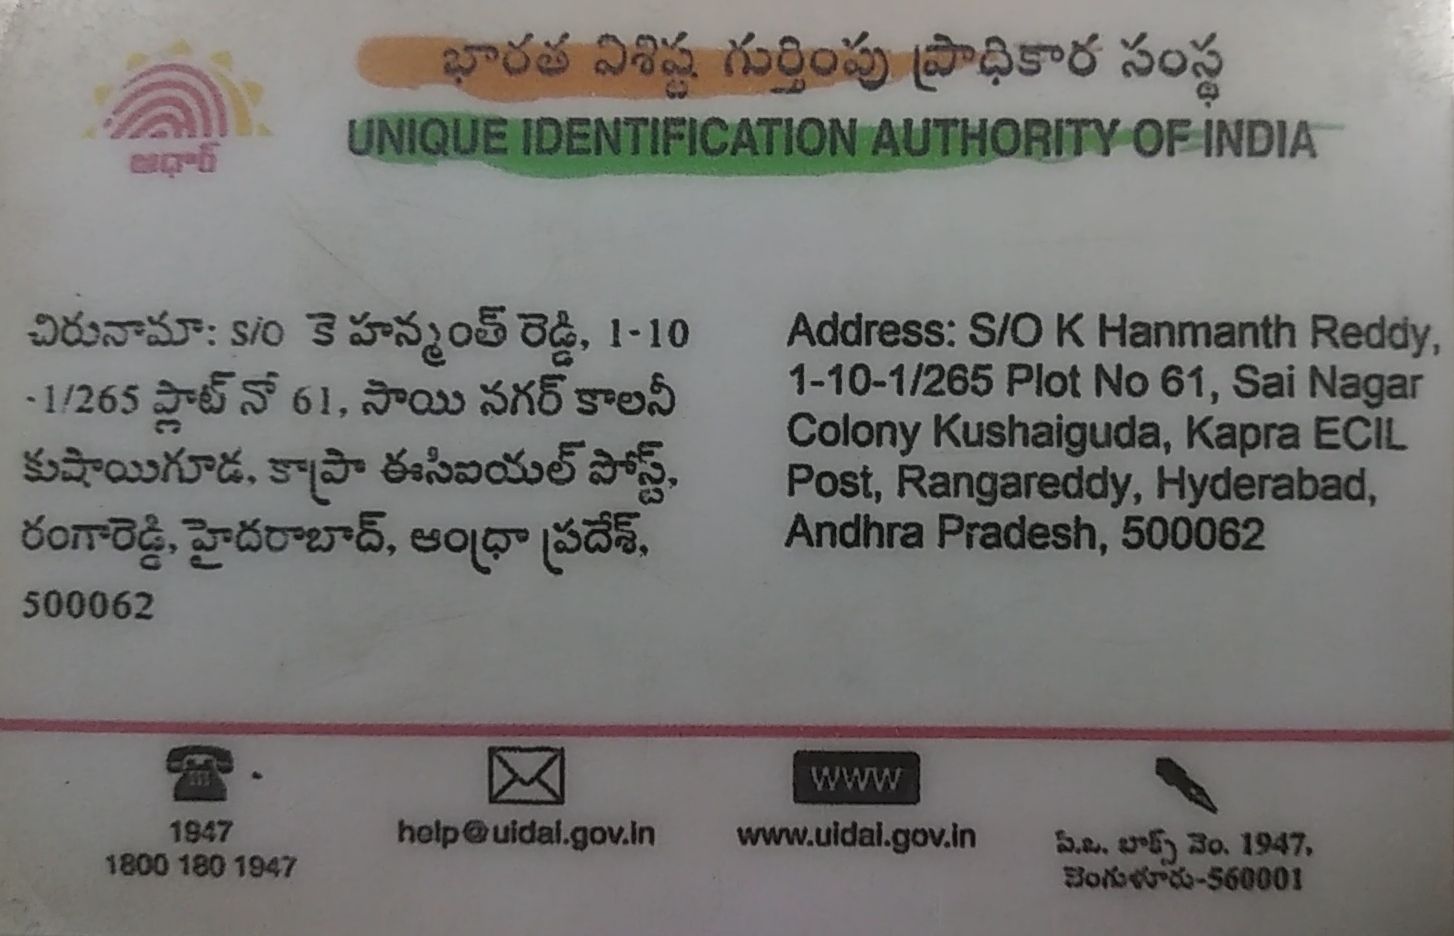 ఆధార్
భారత విశిష్ట గుర్తింపు ప్రాధికార సంస్థ
UNIQUE IDENTIFICATION AUTHORITY OF INDIA
చిరునామా: S/O కె హన్మంత్ రెడ్డి, 1-10
-1/265 ప్లాట్ నో 61, సాయి నగర్ కాలనీ
కుషాయిగూడ, కాప్రా ఈసిఐయల్ పోస్ట్,
రంగారెడ్డి, హైదరాబాద్, ఆంధ్రా ప్రదేశ్,
500062
Address: S/O K Hanmanth Reddy,
1-10-1/265 Plot No 61, Sai Nagar
Colony Kushaiguda, Kapra ECIL
Post, Rangareddy, Hyderabad,
Andhra Pradesh, 500062
1947
1800 180 1947
help@uidai.gov.in
WWW
www.uidai.gov.in
పి.ఒ. బాక్స్ నెం. 1947,
బెంగుళూరు-560001